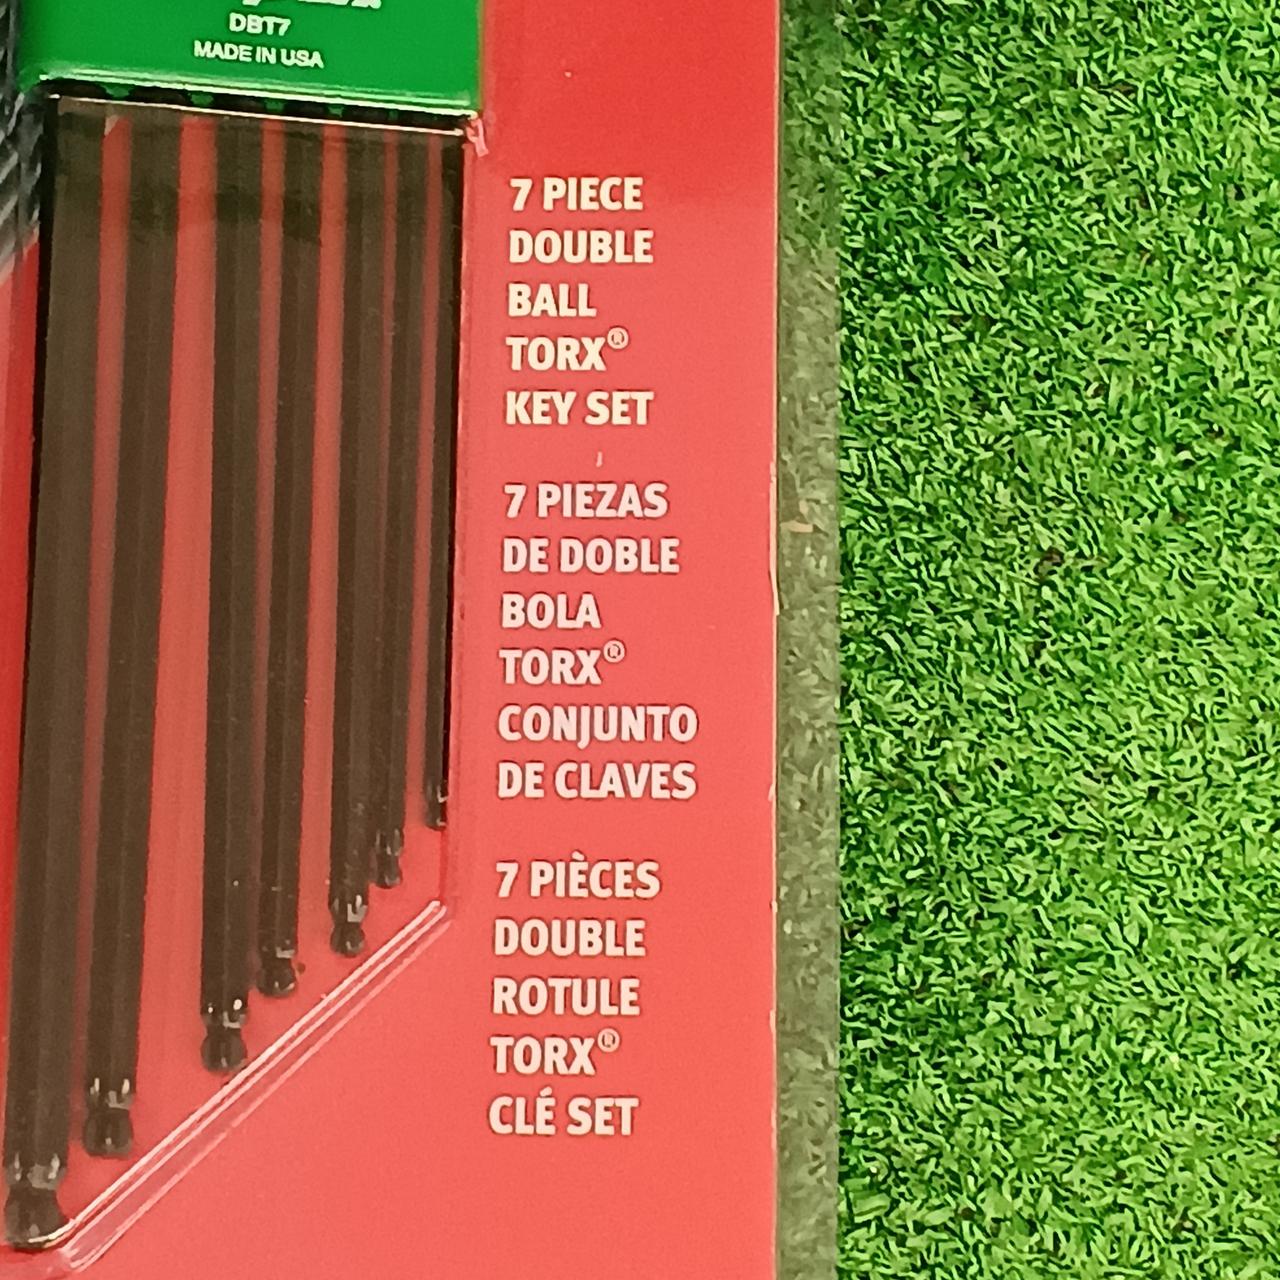 DBT7
MADE IN USA
7 PIECE
DOUBLE
BALL
TORX®
KEY SET
7 PIEZAS
DE DOBLE
BOLA
TORX®
CONJUNTO
DE CLAVES
7 PIÈCES
DOUBLE
ROTULE
TORX®
CLÉ SET